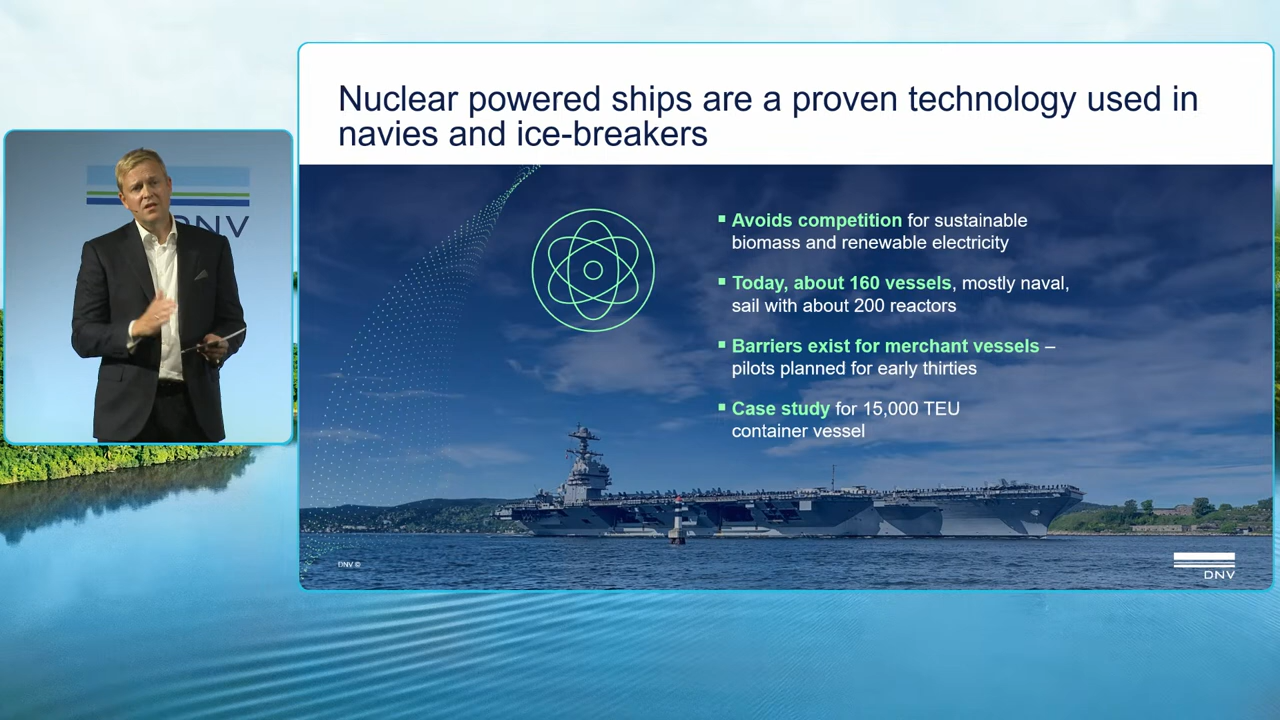 Nuclear powered ships are a proven technology used in
navies and ice-breakers
DNV
▪ Avoids competition for sustainable
biomass and renewable electricity
▪ Today, about 160 vessels, mostly naval,
sail with about 200 reactors
▪ Barriers exist for merchant vessels –
pilots planned for early thirties
▪ Case study for 15,000 TEU
container vessel
DNV ©
DNV